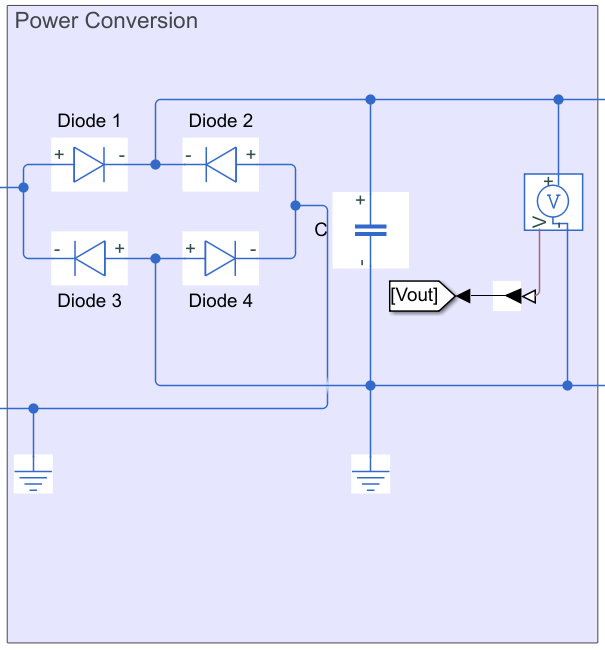 Power Conversion
Diode 1
Diode 2
+
-
-
+
+
V
V
-
+
C
-
+
+
-
-
Diode 3
Diode 4
[Vout]